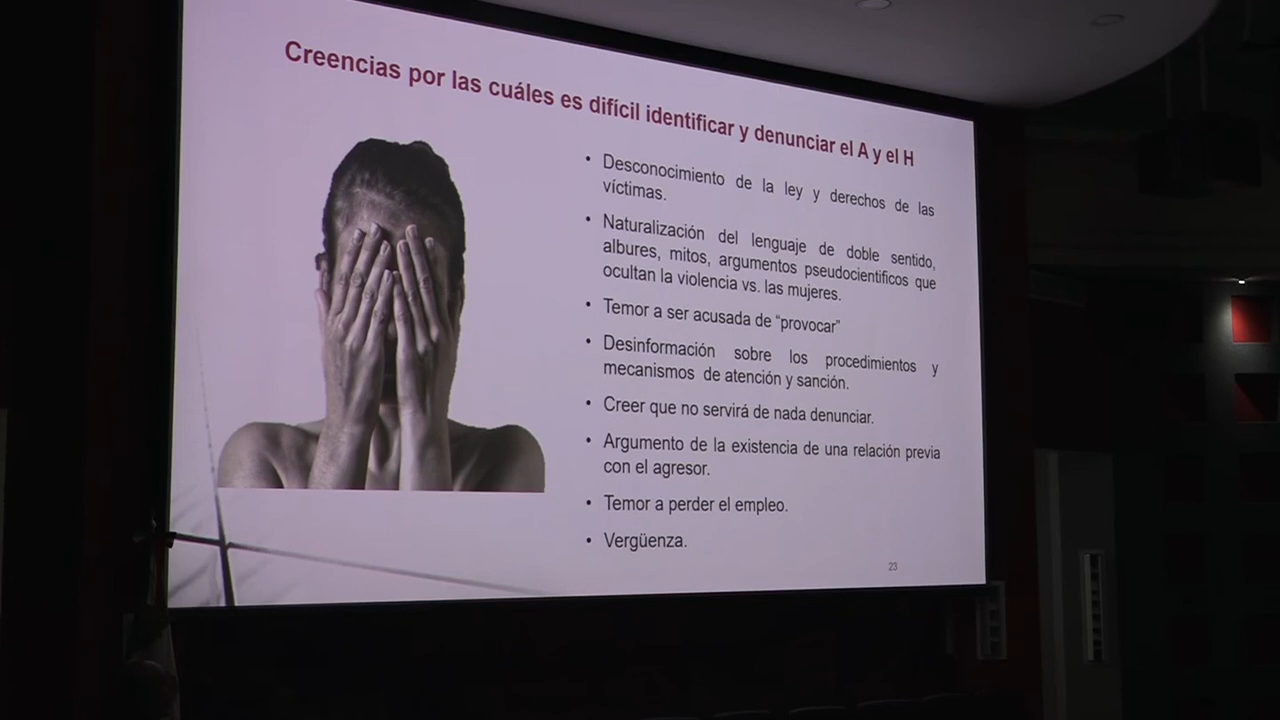 Creencias por las cuáles es difícil identificar y denunciar el A y el H
• Desconocimiento de la ley y derechos de las
víctimas.
• Naturalización del lenguaje de doble sentido,
albures, mitos, argumentos pseudocientificos que
ocultan la violencia vs. las mujeres.
• Temor a ser acusada de “provocar”
• Desinformación sobre los procedimientos y
mecanismos de atención y sanción.
• Creer que no servirá de nada denunciar.
• Argumento de la existencia de una relación previa
con el agresor.
• Temor a perder el empleo.
• Vergüenza.
23